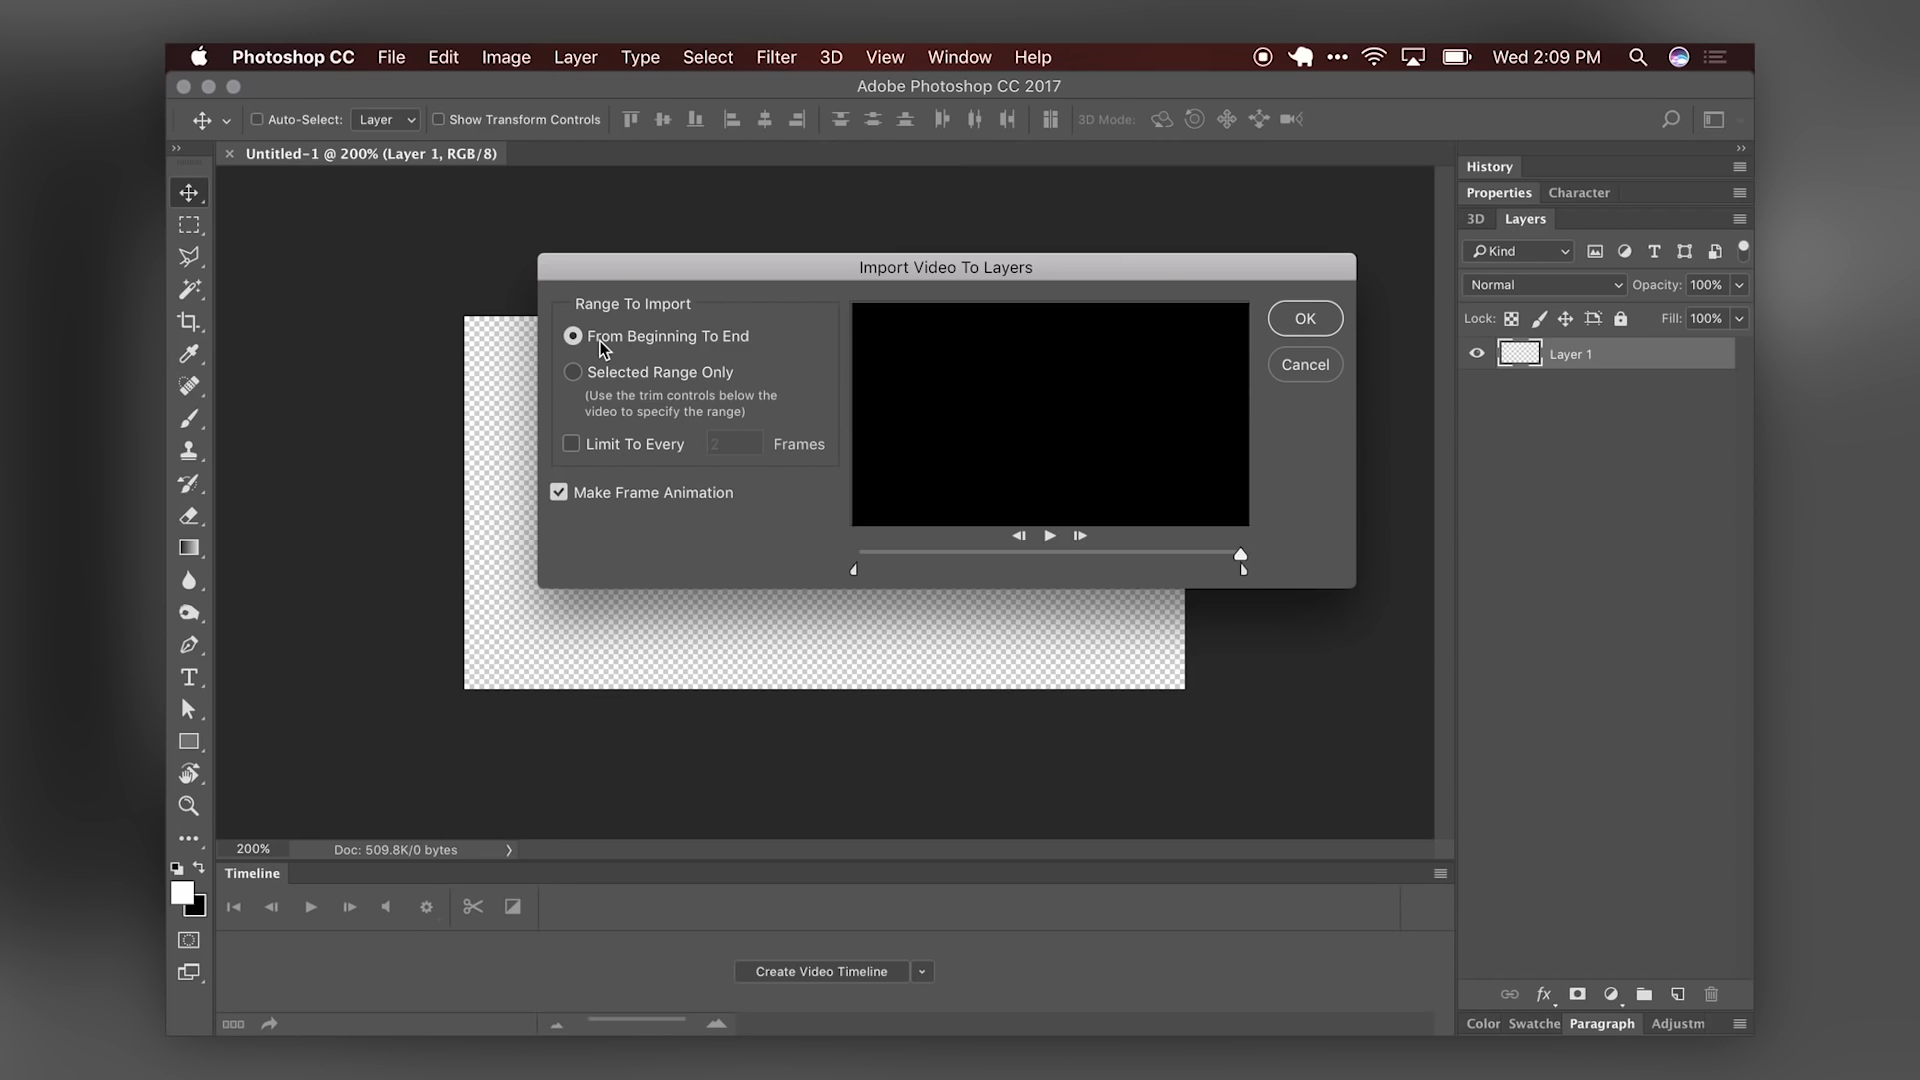 Photoshop CC File Edit Image Layer Type Select Filter 3D View Window Help Wed 2:09 PM
Adobe Photoshop CC 2017
Auto-Select: Layer Show Transform Controls 3D Mode:
Untitled-1 @ 200% (Layer 1, RGB/8)
History
Properties Character
3D Layers
Kind
Normal Opacity: 100%
Lock: Fill: 100%
Layer 1
Import Video To Layers
Range To Import
From Beginning To End
Selected Range Only
(Use the trim controls below the
video to specify the range)
Limit To Every 2 Frames
Make Frame Animation
OK
Cancel
200% Doc: 509.8K/0 bytes
Timeline
Create Video Timeline
fx
Color Swatche Paragraph Adjustm